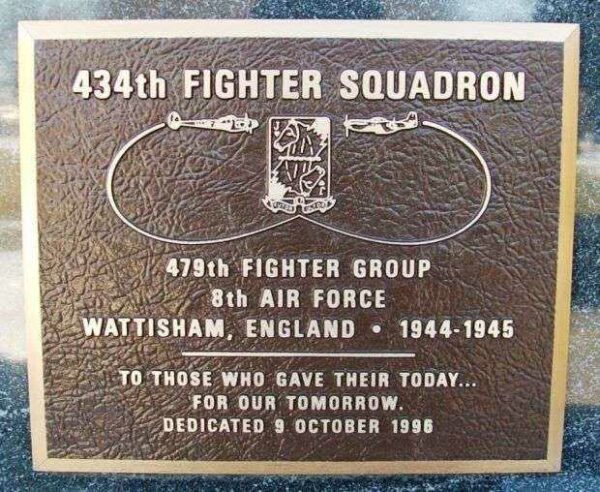 434th FIGHTER SQUADRON
479th FIGHTER GROUP
8th AIR FORCE
WATTISHAM, ENGLAND • 1944-1945
TO THOSE WHO GAVE THEIR TODAY...
FOR OUR TOMORROW.
DEDICATED 9 OCTOBER 1996